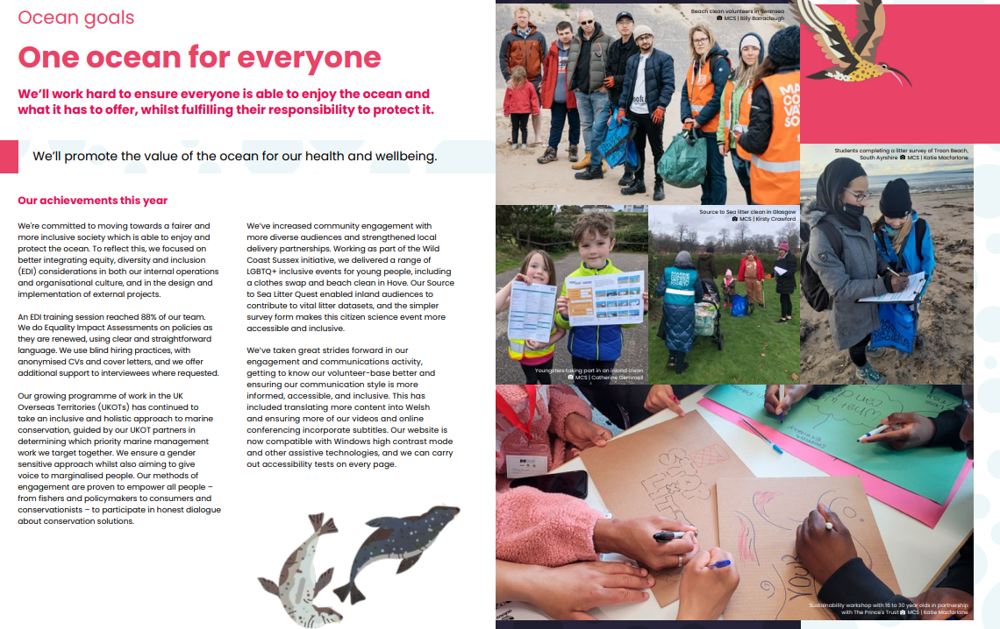 Ocean goals
One ocean for everyone
We’ll work hard to ensure everyone is able to enjoy the ocean and
what it has to offer, whilst fulfilling their responsibility to protect it.
We’ll promote the value of the ocean for our health and wellbeing.
Our achievements this year
We’re committed to moving towards a fairer and
more inclusive society which is able to enjoy and
protect the ocean. To reflect this, we focused on
better integrating equity, diversity and inclusion
(EDI) considerations in both our internal operations
and organisational culture, and in the design and
implementation of external projects.
An EDI training session reached 88% of our team.
We do Equality Impact Assessments on policies as
they are renewed, using clear and straightforward
language. We use blind hiring practices, with
anonymised CVs and cover letters, and we offer
additional support to interviewees where requested.
Our growing programme of work in the UK
Overseas Territories (UKOTs) has continued to
take an inclusive and holistic approach to marine
conservation, guided by our UKOT partners in
determining which priority marine management
work we target together. We ensure a gender
sensitive approach whilst also aiming to give
voice to marginalised people. Our methods of
engagement are proven to empower all people –
from fishers and policymakers to consumers and
conservationists – to participate in honest dialogue
about conservation solutions.
We’ve increased community engagement with
more diverse audiences and strengthened local
delivery partnerships. Working as part of the Wild
Coast Sussex initiative, we delivered a range of
LGBTQ+ inclusive events for young people, including
a clothes swap and beach clean in Hove. Our Source
to Sea Litter Quest enabled inland audiences to
contribute to vital litter datasets, and the simpler
survey form makes this citizen science event more
accessible and inclusive.
We’ve taken great strides forward in our
engagement and communications activity,
getting to know our volunteer-base better and
ensuring our communication style is more
informed, accessible, and inclusive. This has
included translating more content into Welsh
and ensuring more of our videos and online
conferencing incorporate subtitles. Our website is
now compatible with Windows high contrast mode
and other assistive technologies, and we can carry
out accessibility tests on every page.
Beach clean volunteers in Swansea
MCS | Billy Barraclough
Students completing a litter survey of Troon Beach,
South Ayrshire MCS | Katie Macfarlane
Source to Sea litter clean in Glasgow
MCS | Kirsty Crawford
Youngsters taking part in an inland clean
MCS | Catherine Gemmell
Sustainability workshop with 16 to 30 year olds in partnership
with The Prince’s Trust MCS | Katie Macfarlane